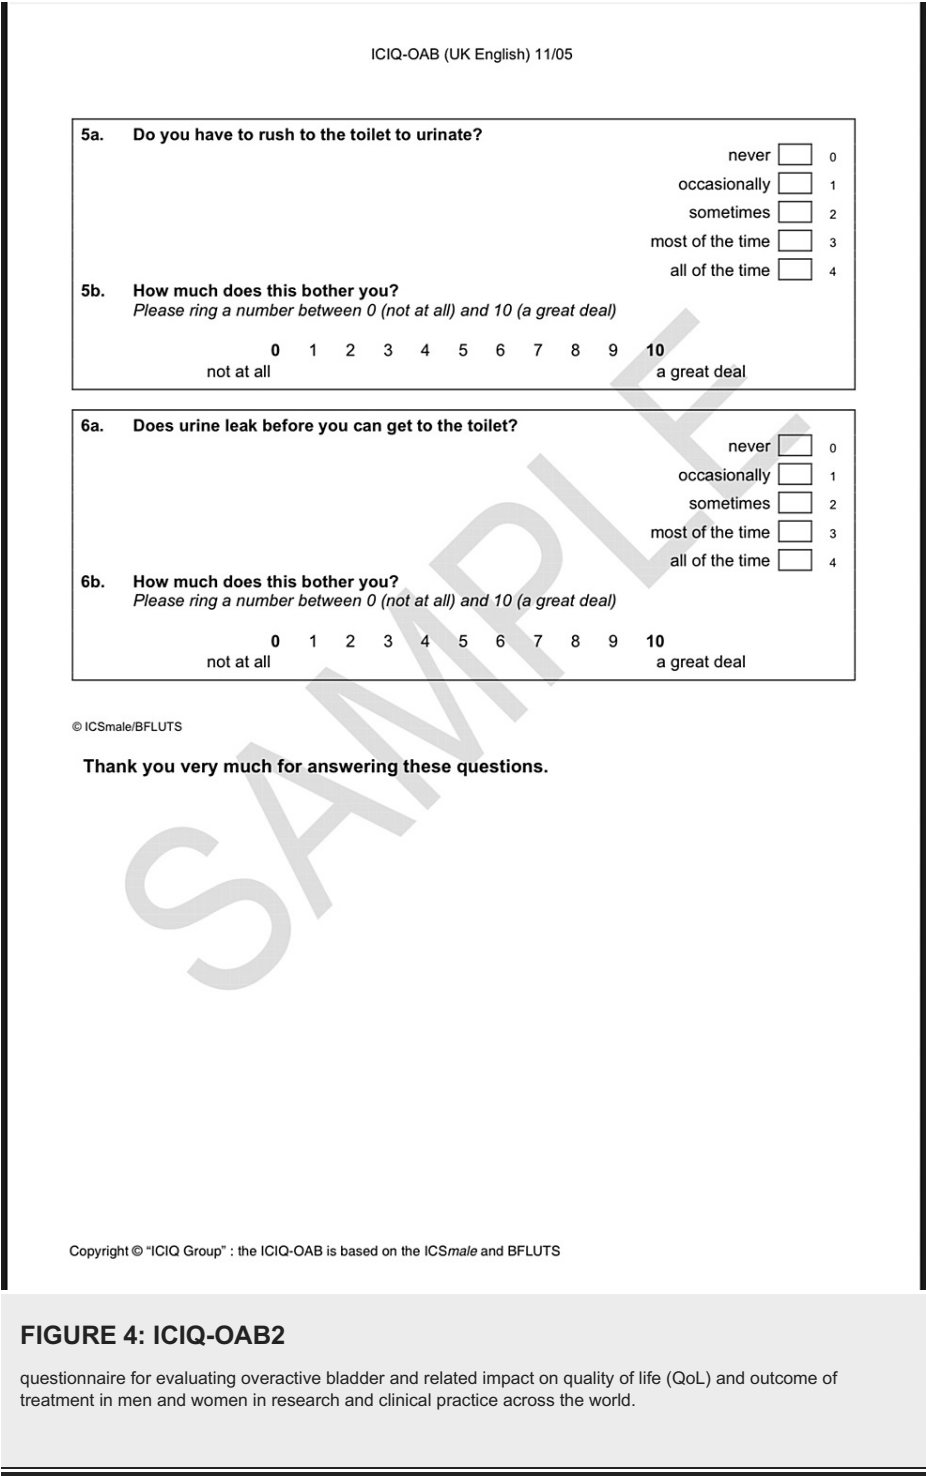 ICIQ-OAB (UK English) 11/05
5a. Do you have to rush to the toilet to urinate?
never 0
occasionally 1
sometimes 2
most of the time 3
all of the time 4
5b. How much does this bother you?
Please ring a number between 0 (not at all) and 10 (a great deal)
0 1 2 3 4 5 6 7 8 9 10
not at all a great deal
6a. Does urine leak before you can get to the toilet?
never 0
occasionally 1
sometimes 2
most of the time 3
all of the time 4
6b. How much does this bother you?
Please ring a number between 0 (not at all) and 10 (a great deal)
0 1 2 3 4 5 6 7 8 9 10
not at all a great deal
© ICSmale/BFLUTS
Thank you very much for answering these questions.
SAMPLE
Copyright © “ICIQ Group” : the ICIQ-OAB is based on the ICSmale and BFLUTS
FIGURE 4: ICIQ-OAB2
questionnaire for evaluating overactive bladder and related impact on quality of life (QoL) and outcome of
treatment in men and women in research and clinical practice across the world.